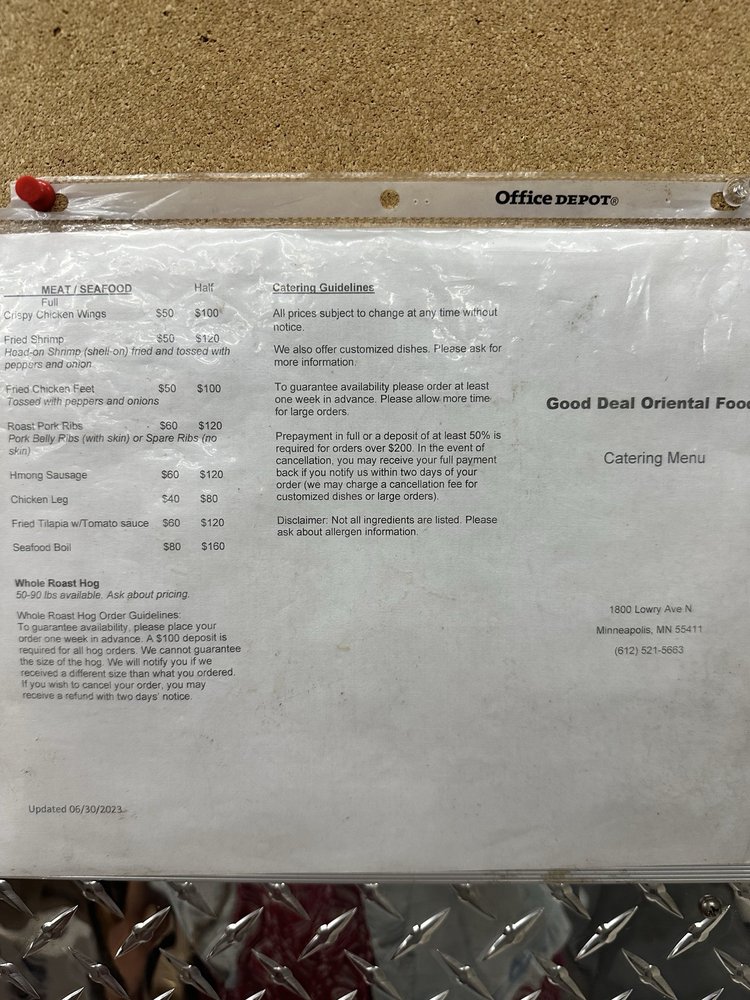 Office DEPOT®
MEAT / SEAFOOD Half
Full
Crispy Chicken Wings $50 $100
Fried Shrimp $50 $120
Head-on Shrimp (shell-on) fried and tossed with
peppers and onion
Fried Chicken Feet $50 $100
Tossed with peppers and onions
Roast Pork Ribs $60 $120
Pork Belly Ribs (with skin) or Spare Ribs (no
skin)
Hmong Sausage $60 $120
Chicken Leg $40 $80
Fried Tilapia w/Tomato sauce $60 $120
Seafood Boil $80 $160
Whole Roast Hog
50-90 lbs available. Ask about pricing.
Whole Roast Hog Order Guidelines:
To guarantee availability, please place your
order one week in advance. A $100 deposit is
required for all hog orders. We cannot guarantee
the size of the hog. We will notify you if we
received a different size than what you ordered.
If you wish to cancel your order, you may
receive a refund with two days' notice.
Updated 06/30/2023
Catering Guidelines
All prices subject to change at any time without
notice.
We also offer customized dishes. Please ask for
more information.
To guarantee availability please order at least
one week in advance. Please allow more time
for large orders.
Prepayment in full or a deposit of at least 50% is
required for orders over $200. In the event of
cancellation, you may receive your full payment
back if you notify us within two days of your
order (we may charge a cancellation fee for
customized dishes or large orders).
Disclaimer: Not all ingredients are listed. Please
ask about allergen information.
Good Deal Oriental Foo
Catering Menu
1800 Lowry Ave N
Minneapolis, MN 55411
(612) 521-5663